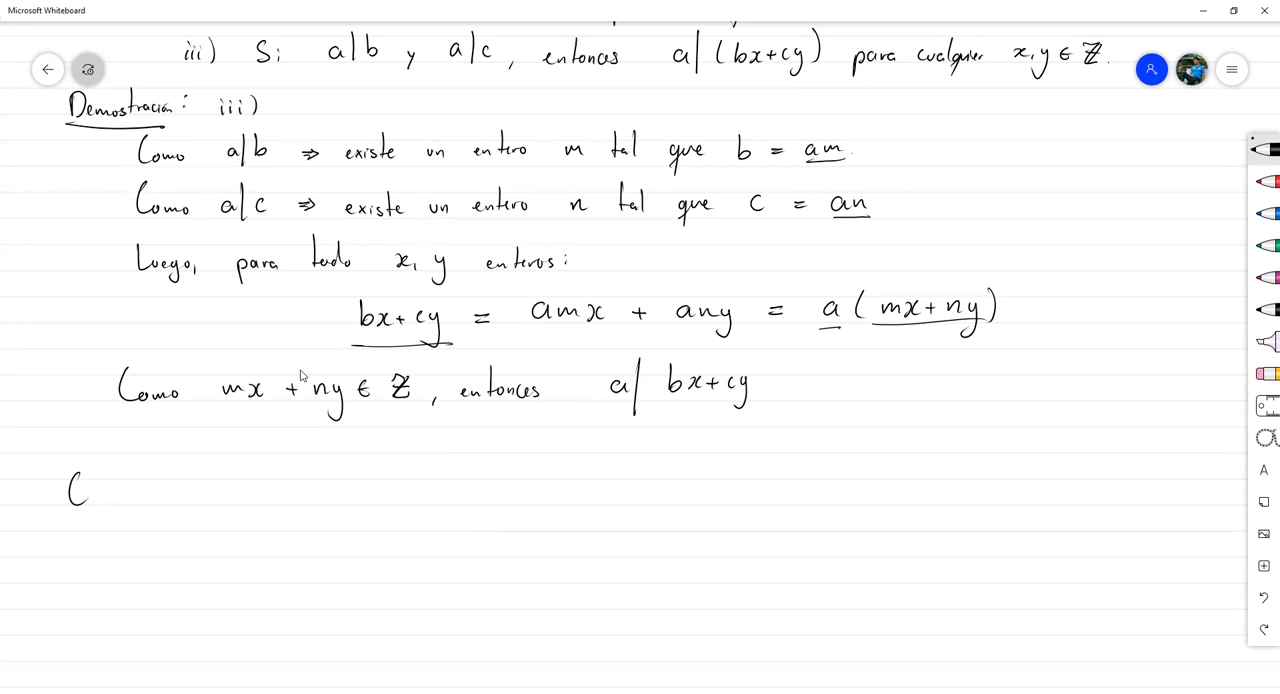 Microsoft Whiteboard
iii) Si a|b y a|c, entonces a|(bx+cy) para cualquier x,y ∈ ℤ.
Demostración: iii)
Como a|b ⇒ existe un entero m tal que b = am.
Como a|c ⇒ existe un entero n tal que c = an
Luego, para todo x, y enteros:
bx+cy = amx + any = a(mx+ny)
Como mx + ny ∈ ℤ, entonces a| bx+cy
C
A